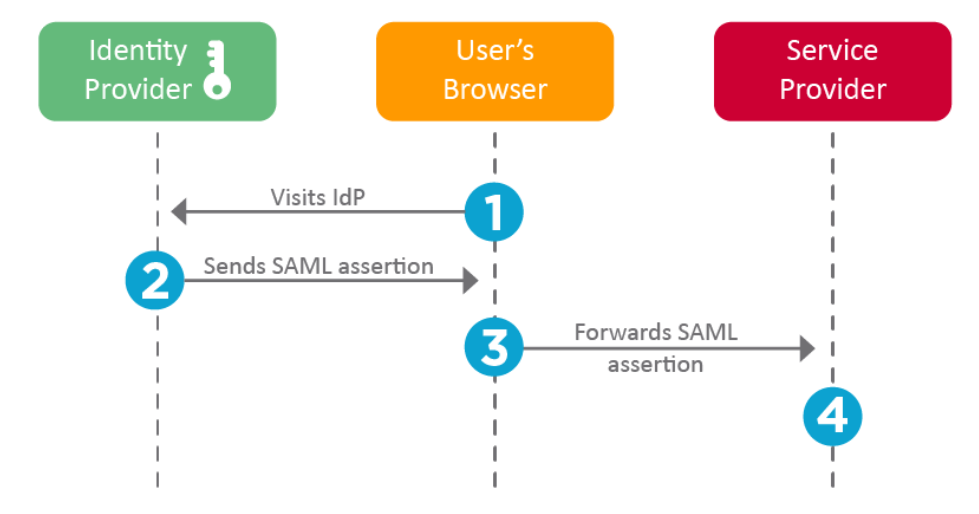 Identity
Provider
User's
Browser
Service
Provider
Visits IdP
1
2
Sends SAML assertion
3
Forwards SAML
assertion
4